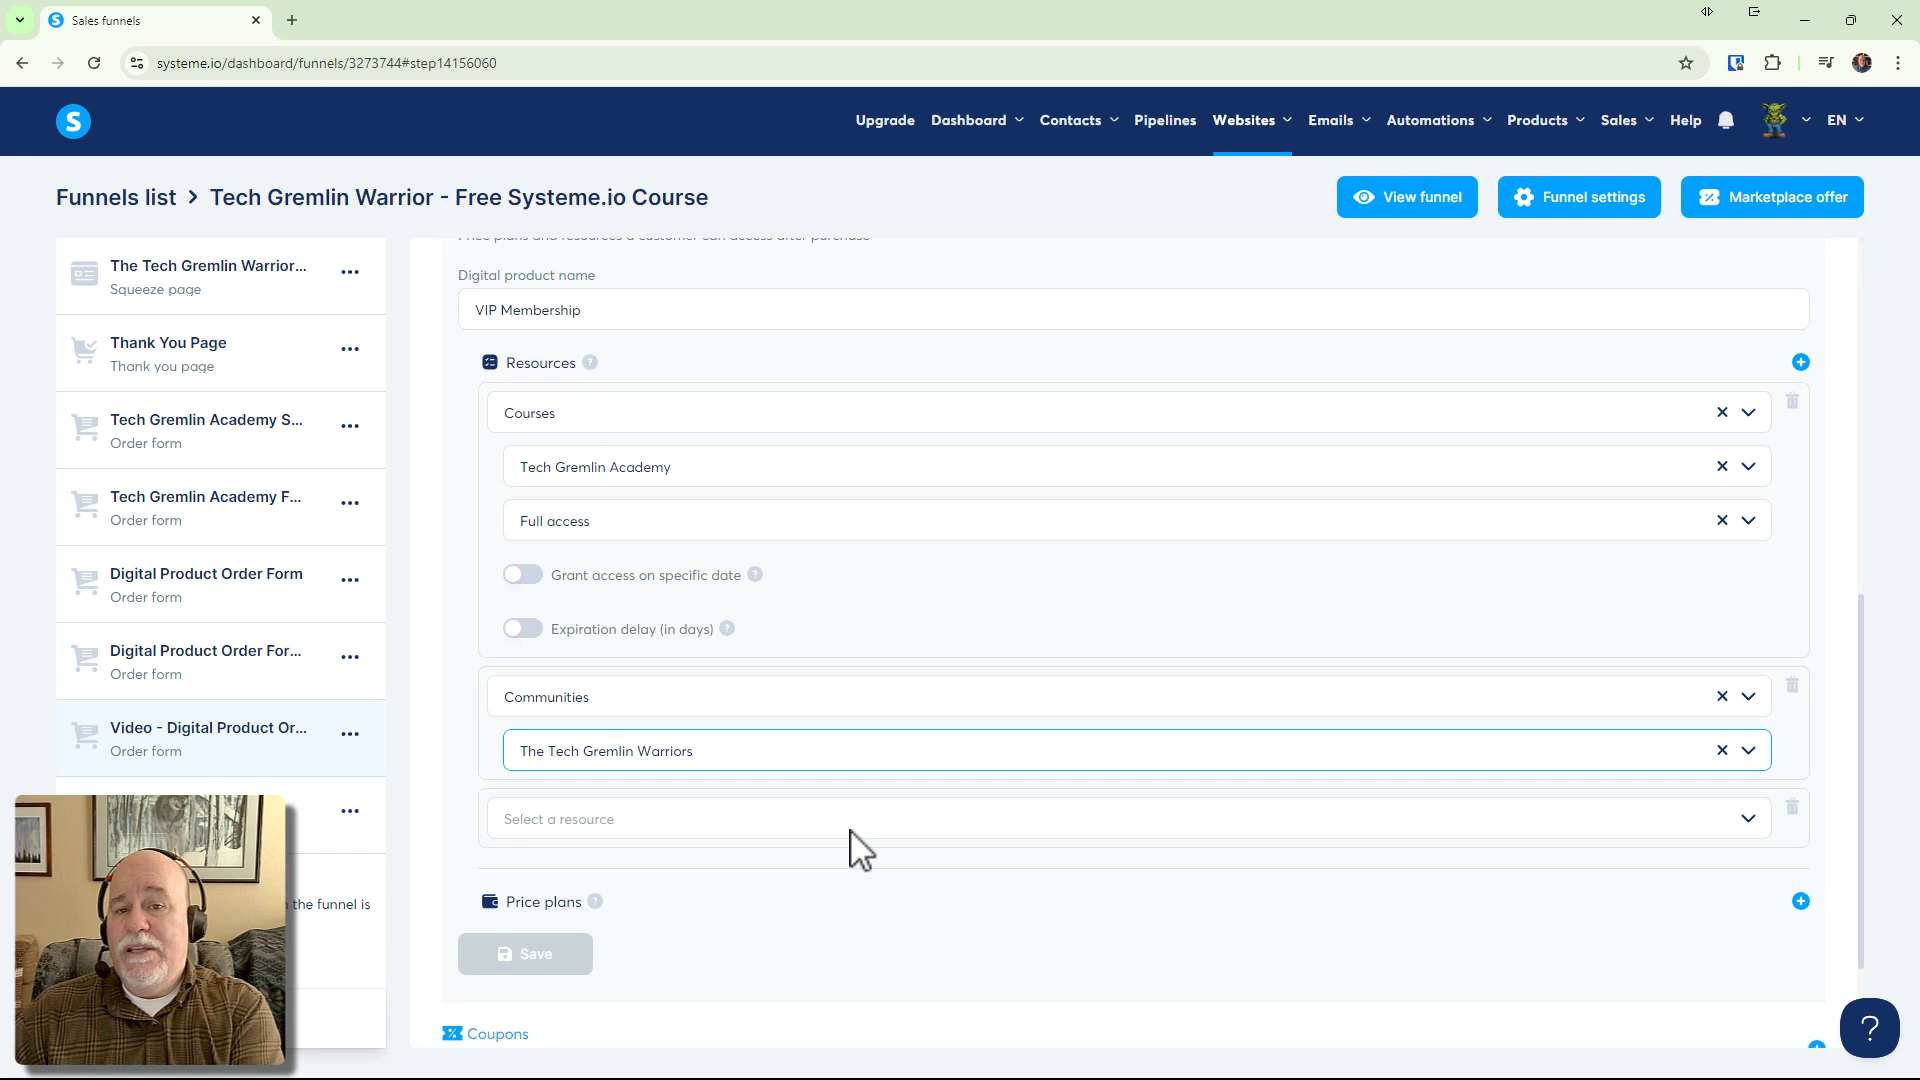 Sales funnels
systeme.io/dashboard/funnels/3273744#step14156060
S
Upgrade Dashboard Contacts Pipelines Websites Emails Automations Products Sales Help EN
Funnels list > Tech Gremlin Warrior - Free Systeme.io Course
View funnel
Funnel settings
Marketplace offer
The Tech Gremlin Warrior...
Squeeze page
Thank You Page
Thank you page
Tech Gremlin Academy S...
Order form
Tech Gremlin Academy F...
Order form
Digital Product Order Form
Order form
Digital Product Order For...
Order form
Video - Digital Product Or...
Order form
the funnel is
Price plans and resources a customer can access after purchase
Digital product name
VIP Membership
Resources ?
Courses
Tech Gremlin Academy
Full access
Grant access on specific date ?
Expiration delay (in days) ?
Communities
The Tech Gremlin Warriors
Select a resource
Price plans ?
Save
Coupons
?